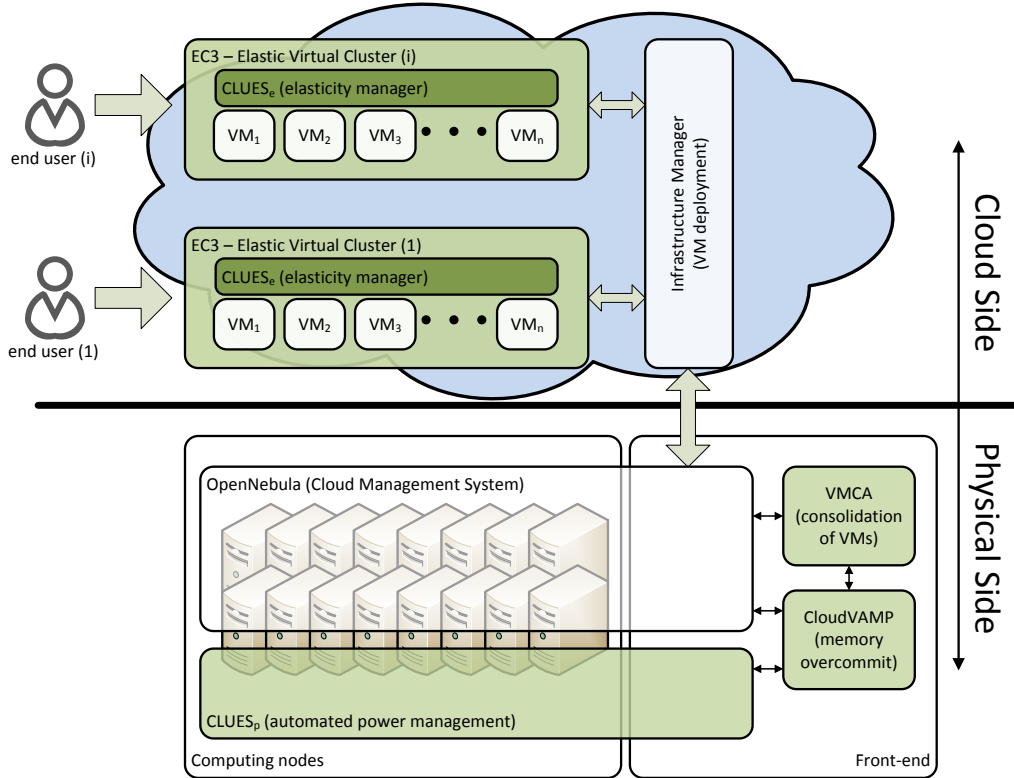 EC3 – Elastic Virtual Cluster (i)
CLUESe (elasticity manager)
VM1 VM2 VM3 • • • VMn
end user (i)
EC3 – Elastic Virtual Cluster (1)
CLUESe (elasticity manager)
VM1 VM2 VM3 • • • VMn
end user (1)
Infrastructure Manager
(VM deployment)
Cloud Side
Physical Side
OpenNebula (Cloud Management System)
VMCA
(consolidation
of VMs)
CloudVAMP
(memory
overcommit)
CLUESp (automated power management)
Computing nodes
Front-end